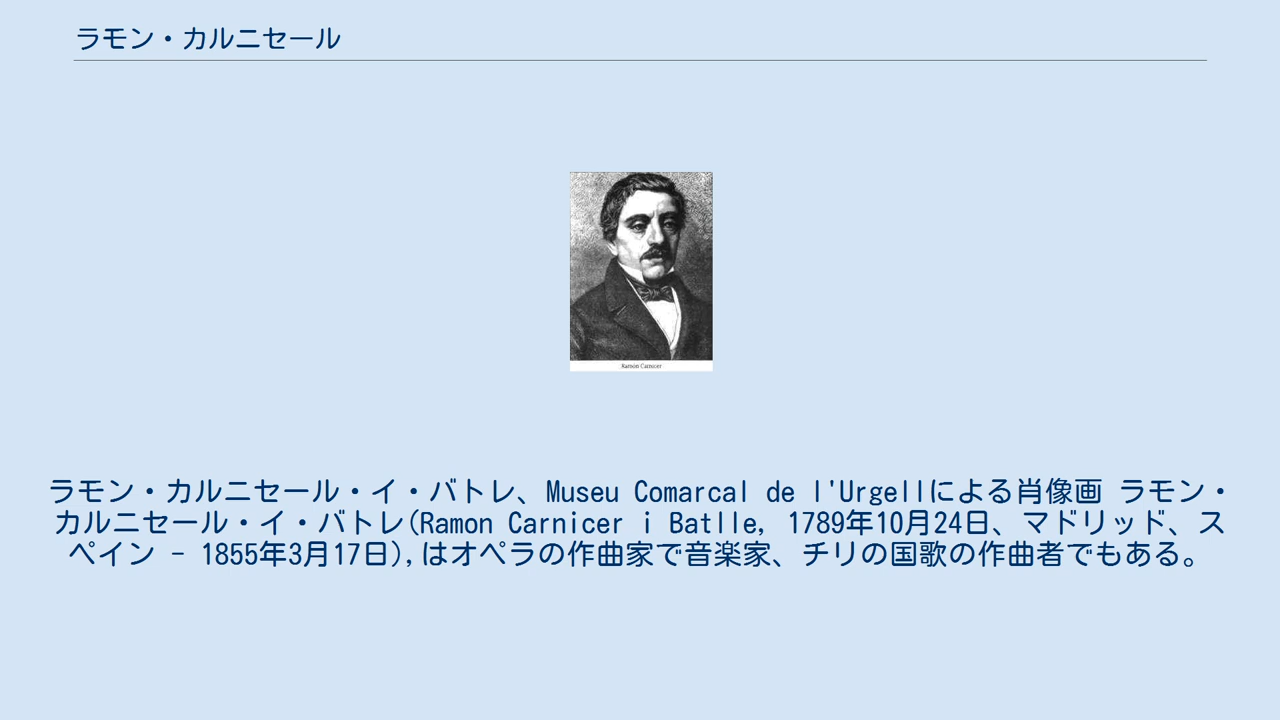 ラモン・カルニセール
Ramon Carnicer
ラモン・カルニセール・イ・バトレ、Museu Comarcal de l'Urgellによる肖像画 ラモン・
カルニセール・イ・バトレ(Ramon Carnicer i Batlle, 1789年10月24日、マドリッド、ス
ペイン - 1855年3月17日),はオペラの作曲家で音楽家、チリの国歌の作曲者でもある。